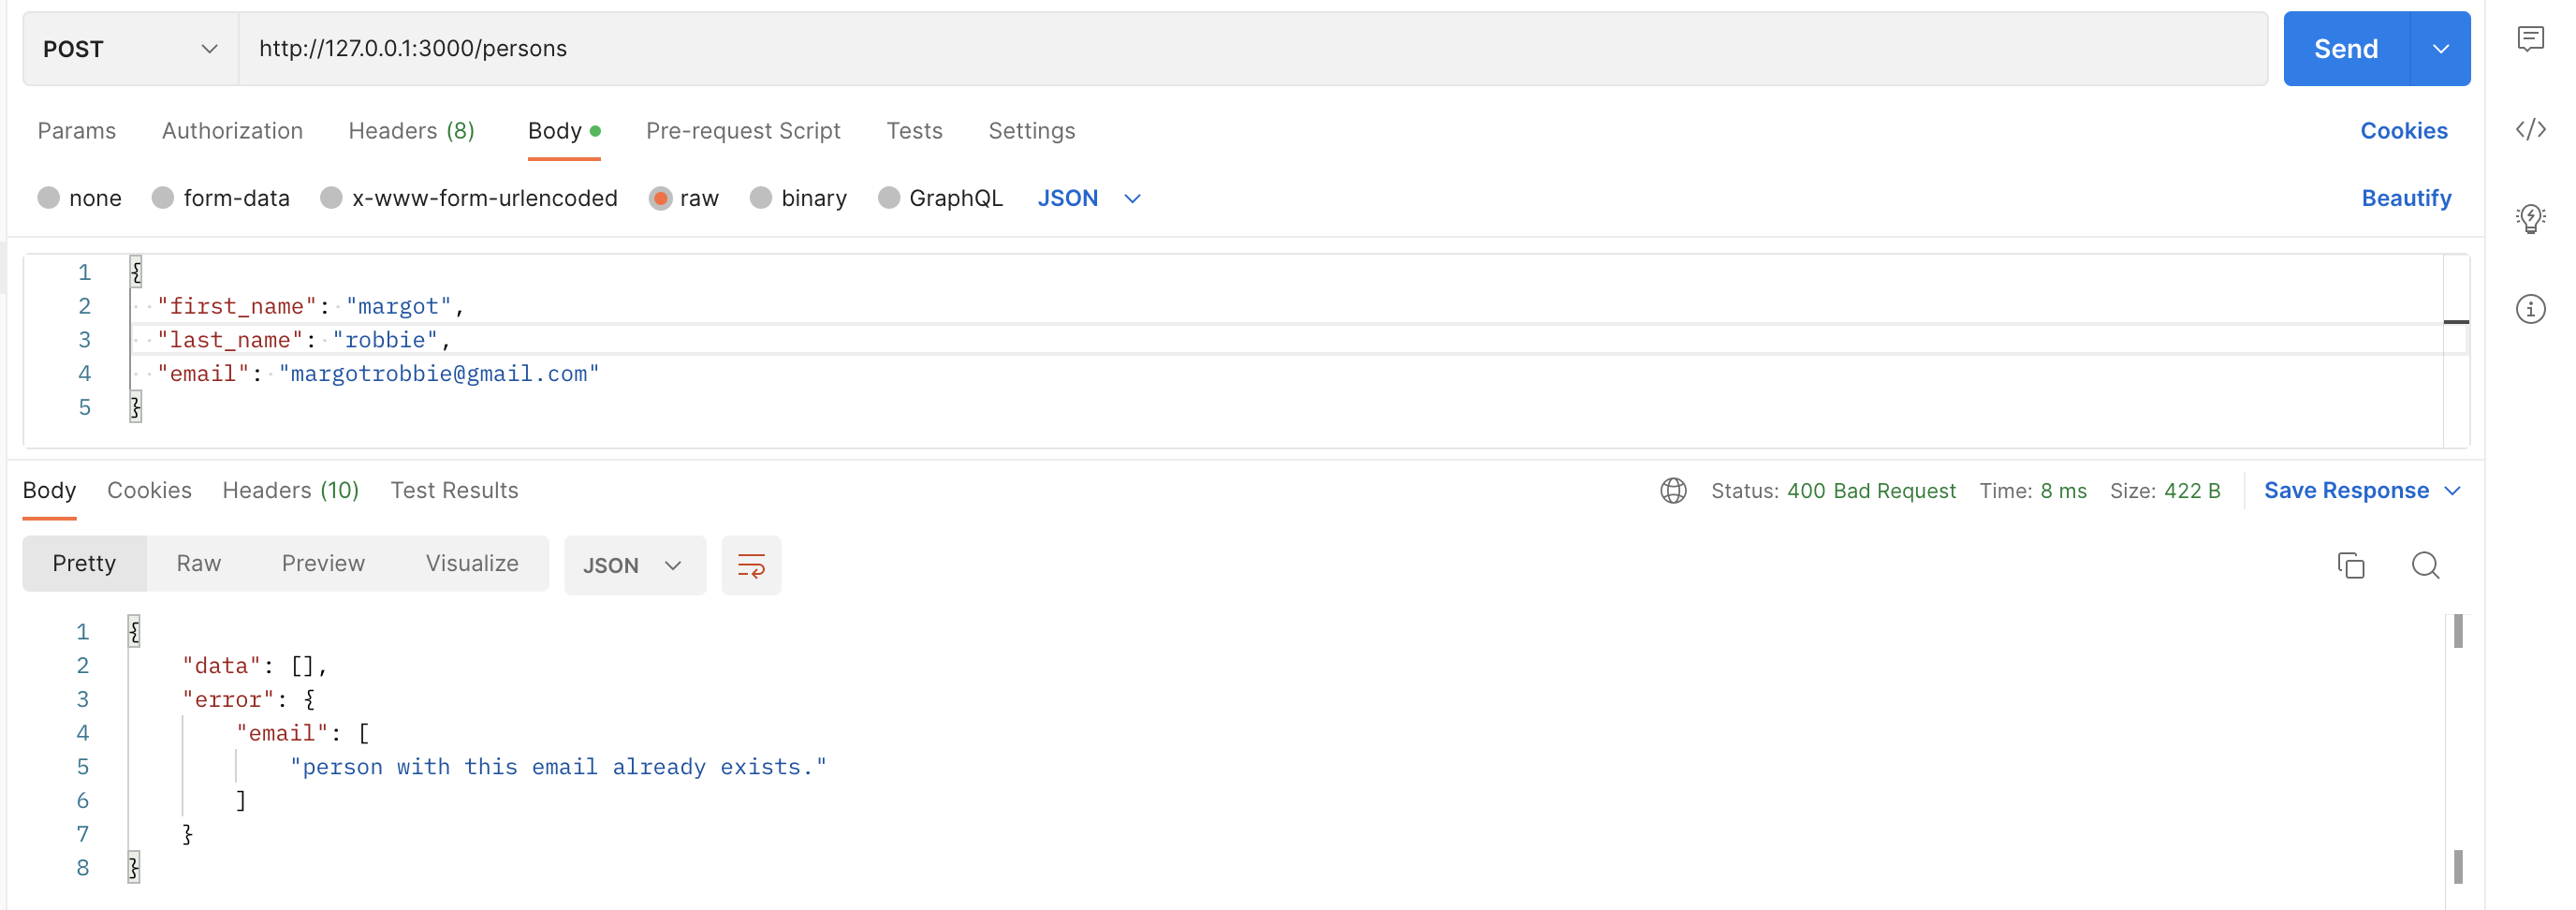 POST http://127.0.0.1:3000/persons Send
Params Authorization Headers (8) Body Pre-request Script Tests Settings Cookies
none form-data x-www-form-urlencoded raw binary GraphQL JSON Beautify
1 {
2 "first_name": "margot",
3 "last_name": "robbie",
4 "email": "margotrobbie@gmail.com"
5 }
Body Cookies Headers (10) Test Results Status: 400 Bad Request Time: 8 ms Size: 422 B Save Response
Pretty Raw Preview Visualize JSON
1 {
2 "data": [],
3 "error": {
4 "email": [
5 "person with this email already exists."
6 ]
7 }
8 }